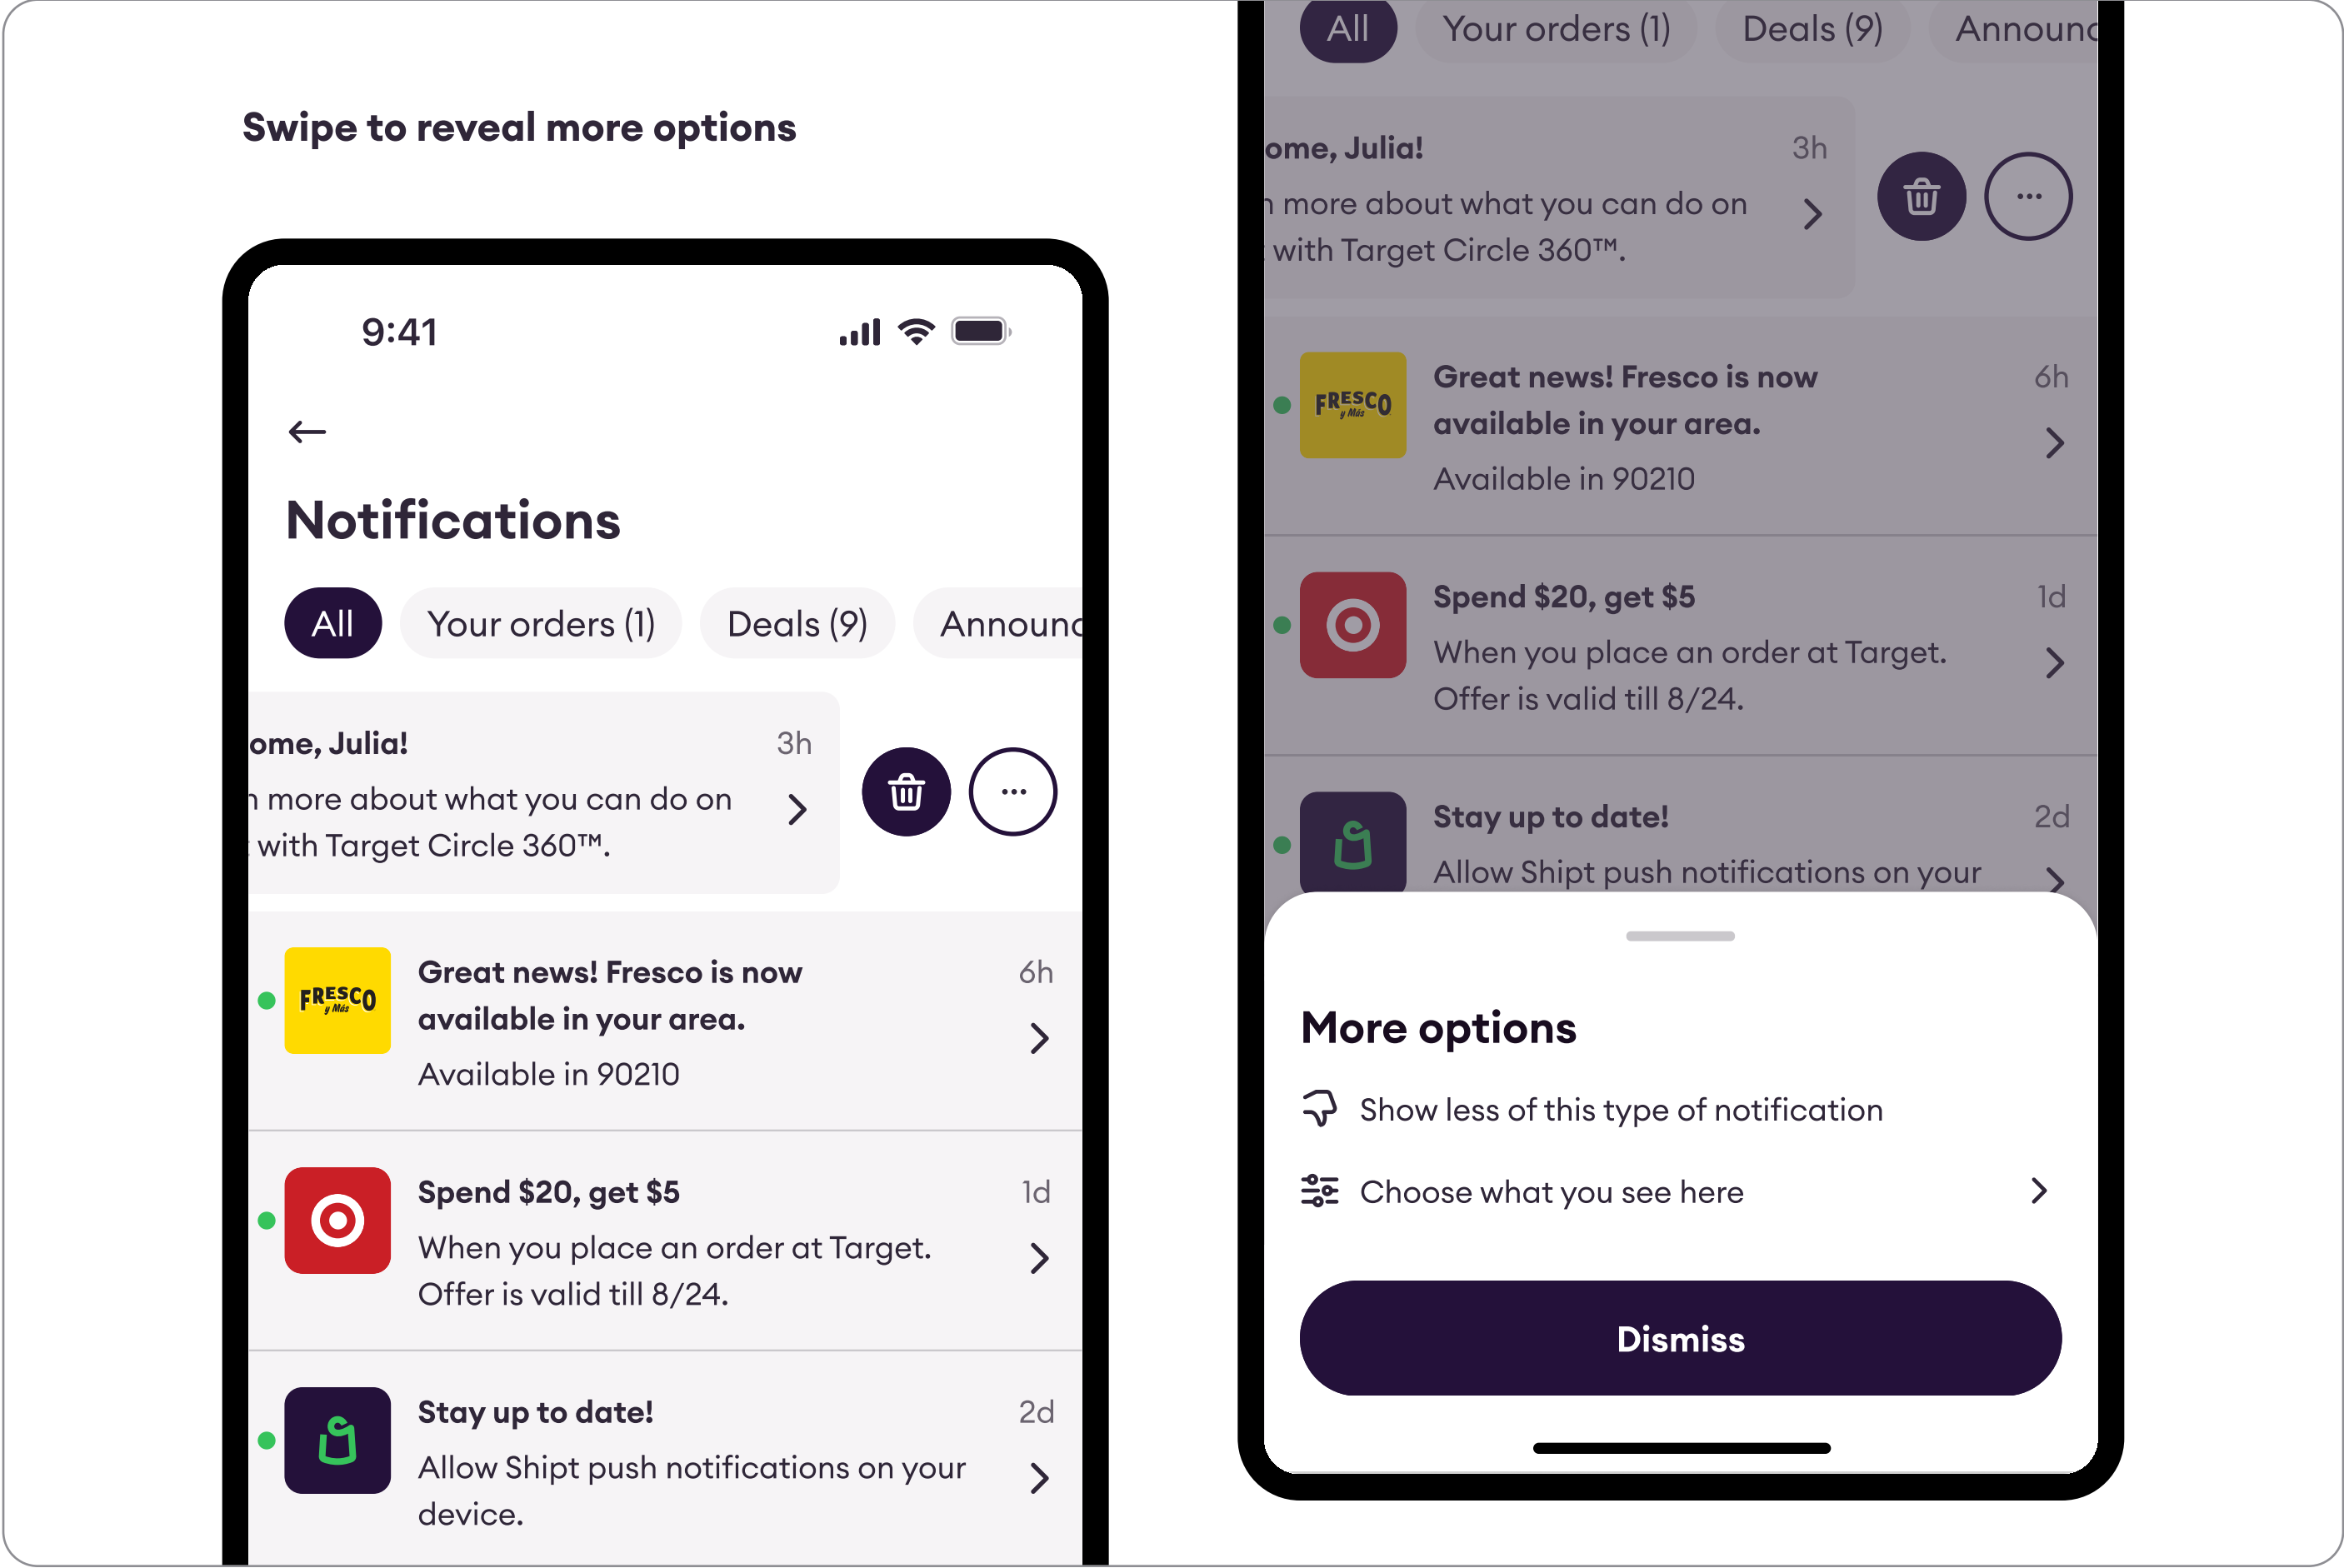 Swipe to reveal more options
9:41
Notifications
All
Your orders (1)
Deals (9)
Announc
ome, Julia!
3h
n more about what you can do on
with Target Circle 360™.
FRESCO
y Más
Great news! Fresco is now
available in your area.
6h
Available in 90210
Spend $20, get $5
1d
When you place an order at Target.
Offer is valid till 8/24.
Stay up to date!
2d
Allow Shipt push notifications on your
device.
All
Your orders (1)
Deals (9)
Announc
ome, Julia!
3h
n more about what you can do on
with Target Circle 360™.
FRESCO
y Más
Great news! Fresco is now
available in your area.
6h
Available in 90210
Spend $20, get $5
1d
When you place an order at Target.
Offer is valid till 8/24.
Stay up to date!
2d
Allow Shipt push notifications on your
More options
Show less of this type of notification
Choose what you see here
Dismiss